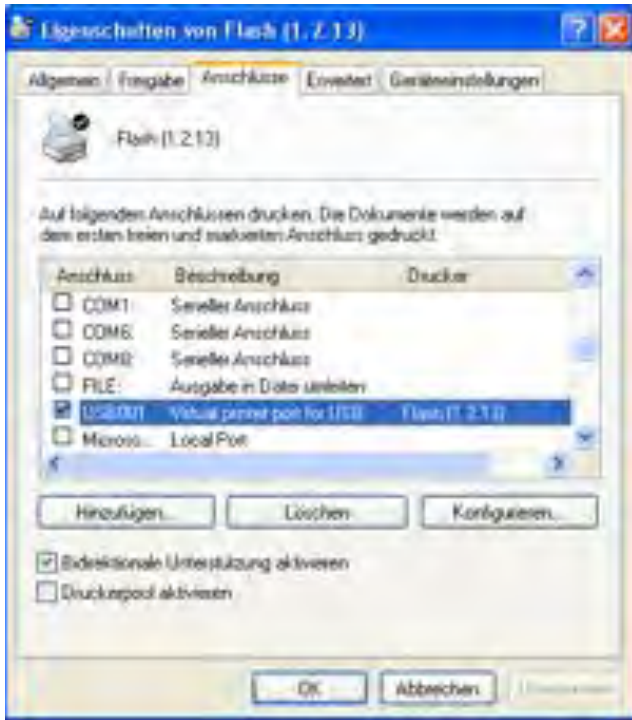 Eigenschaften von Flash (1.2.13)
Allgemein Freigabe Anschlüsse Erweitert Geräteeinstellungen
Flash (1.2.13)
Auf folgenden Anschlüssen drucken. Die Dokumente werden auf
dem ersten freien und markierten Anschluss gedruckt.
Anschluss Beschreibung Drucker
COM1: Serieller Anschluss
COM6: Serieller Anschluss
COM8: Serieller Anschluss
FILE: Ausgabe in Datei umleiten
USB001 Virtual printer port for USB Flash (1.2.13)
Microso... Local Port
Hinzufügen... Löschen Konfigurieren...
Bidirektionale Unterstützung aktivieren
Druckerpool aktivieren
OK Abbrechen